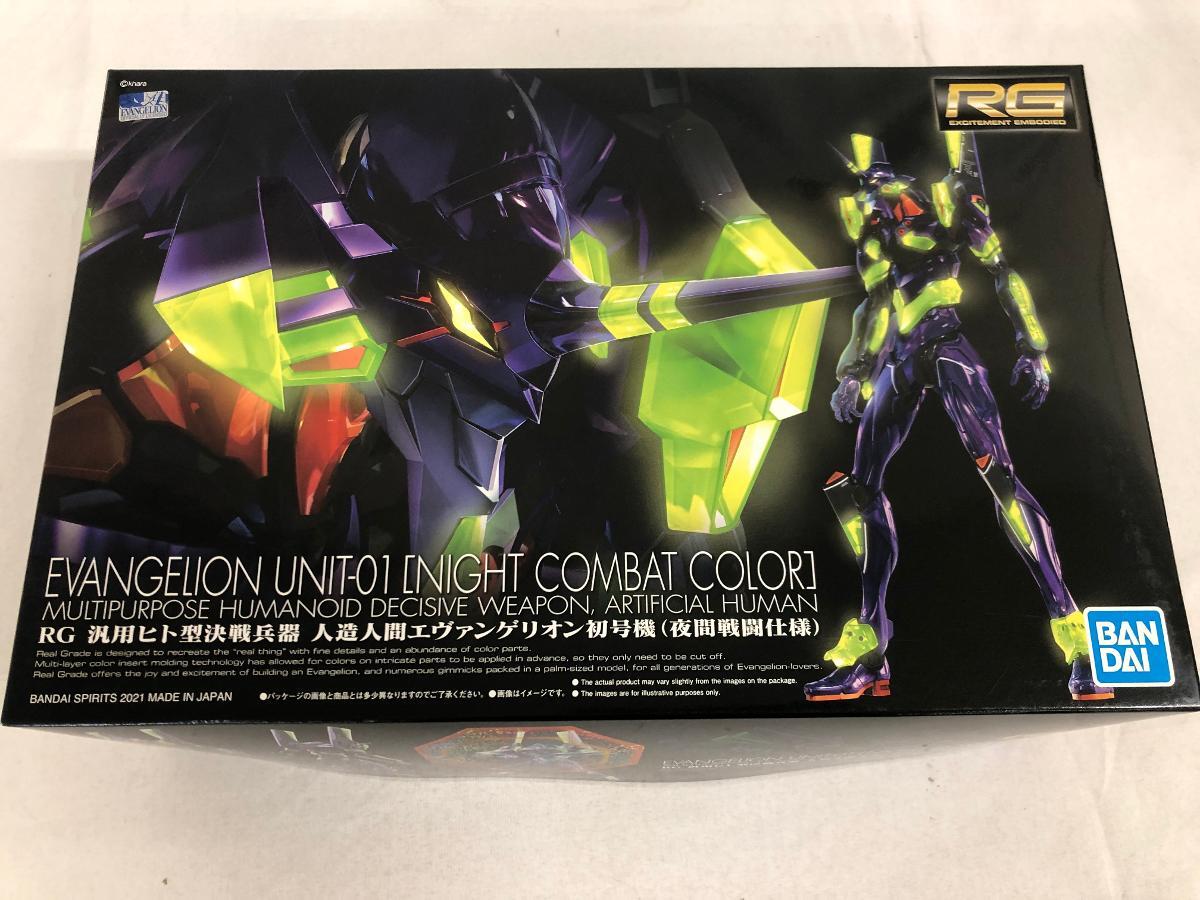 ©khara
EVANGELION
RG
EXCITEMENT EMBODIED
EVANGELION UNIT-01 [NIGHT COMBAT COLOR]
MULTIPURPOSE HUMANOID DECISIVE WEAPON, ARTIFICIAL HUMAN
RG 汎用ヒト型決戦兵器 人造人間エヴァンゲリオン初号機(夜間戦闘仕様)
Real Grade is designed to recreate the "real thing" with fine details and an abundance of color parts.
Multi-layer color insert molding technology has allowed for colors on intricate parts to be applied in advance, so they only need to be cut off.
Real Grade offers the joy and excitement of building an Evangelion, and numerous gimmicks packed in a palm-sized model, for all generations of Evangelion-lovers.
BANDAI SPIRITS 2021 MADE IN JAPAN
●パッケージの画像と商品とは多少異なりますのでご了承ください。●画像はイメージです。
● The actual product may vary slightly from the images on the package.
● The images are for illustrative purposes only.
BAN
DAI